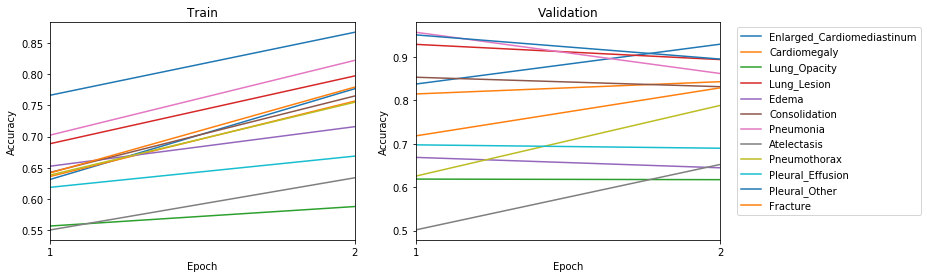 Train
Accuracy
0.85
0.80
0.75
0.70
0.65
0.60
0.55
1
2
Epoch
Validation
Accuracy
0.9
0.8
0.7
0.6
0.5
1
2
Epoch
Enlarged_Cardiomediastinum
Cardiomegaly
Lung_Opacity
Lung_Lesion
Edema
Consolidation
Pneumonia
Atelectasis
Pneumothorax
Pleural_Effusion
Pleural_Other
Fracture